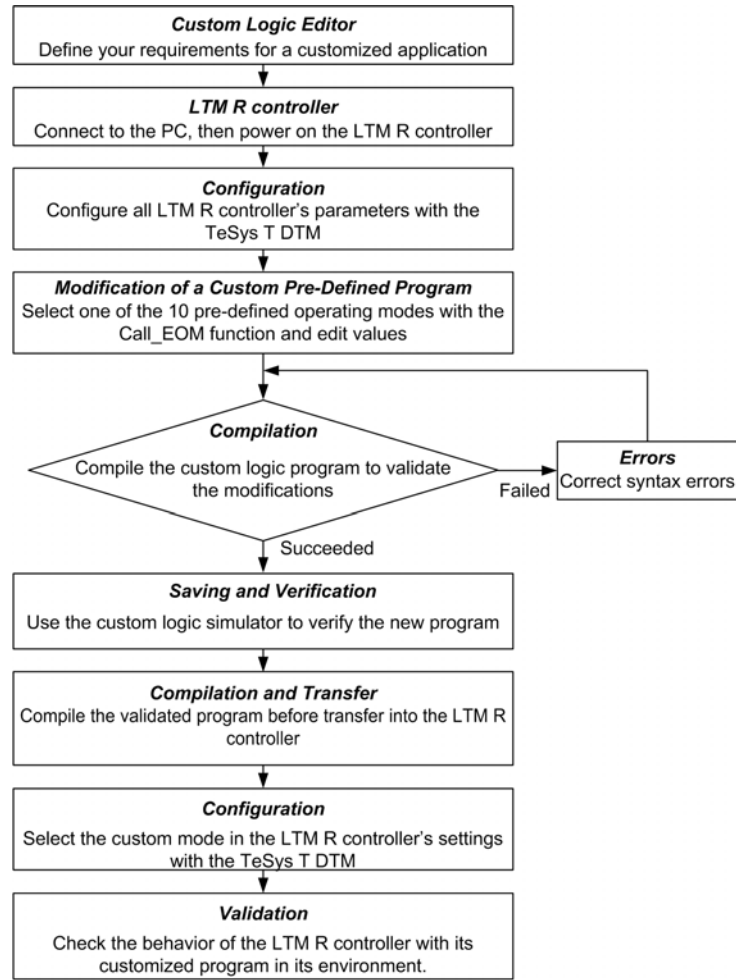 Custom Logic Editor
Define your requirements for a customized application
LTM R controller
Connect to the PC, then power on the LTM R controller
Configuration
Configure all LTM R controller's parameters with the
TeSys T DTM
Modification of a Custom Pre-Defined Program
Select one of the 10 pre-defined operating modes with the
Call_EOM function and edit values
Compilation
Compile the custom logic program to validate
the modifications
Failed
Errors
Correct syntax errors
Succeeded
Saving and Verification
Use the custom logic simulator to verify the new program
Compilation and Transfer
Compile the validated program before transfer into the LTM R
controller
Configuration
Select the custom mode in the LTM R controller's settings
with the TeSys T DTM
Validation
Check the behavior of the LTM R controller with its
customized program in its environment.